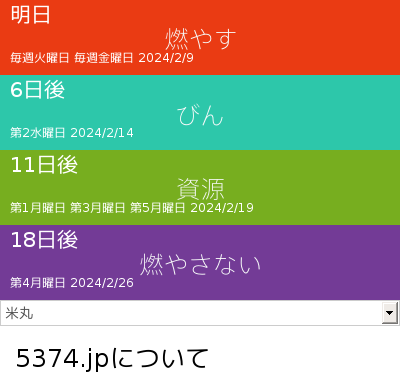 明日
燃やす
毎週火曜日 毎週金曜日 2024/2/9
6日後
びん
第2水曜日 2024/2/14
11日後
資源
第1月曜日 第3月曜日 第5月曜日 2024/2/19
18日後
燃やさない
第4月曜日 2024/2/26
米丸
5374.jpについて